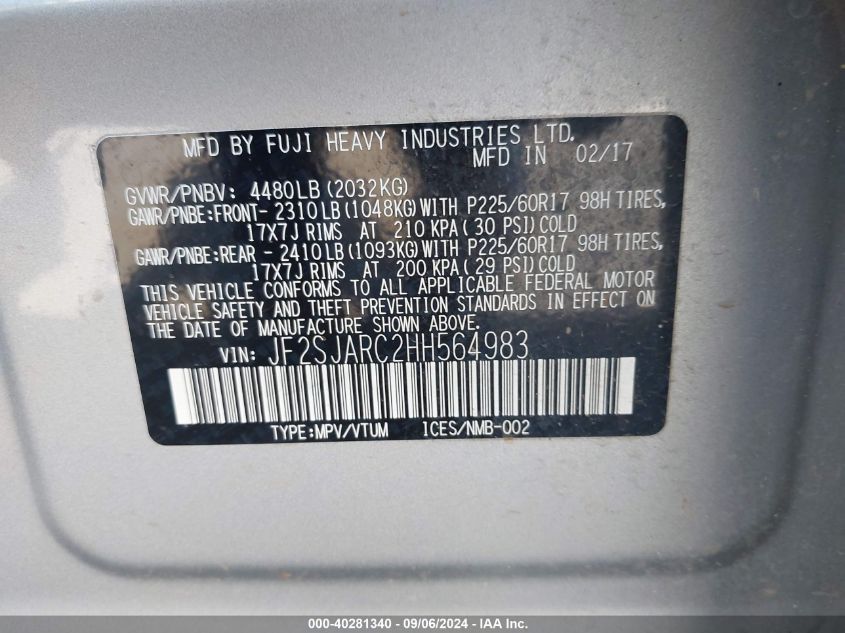 MFD BY FUJI HEAVY INDUSTRIES LTD.
MFD IN 02/17
GVWR/PNBV: 4480LB (2032KG)
GAWR/PNBE:FRONT- 2310LB (1048KG)WITH P225/60R17 98H TIRES,
17X7J RIMS AT 210 KPA (30 PSI) COLD
GAWR/PNBE:REAR - 2410LB (1093KG)WITH P225/60R17 98H TIRES,
17X7J RIMS AT 200 KPA (29 PSI) COLD
THIS VEHICLE CONFORMS TO ALL APPLICABLE FEDERAL MOTOR
VEHICLE SAFETY AND THEFT PREVENTION STANDARDS IN EFFECT ON
THE DATE OF MANUFACTURE SHOWN ABOVE.
VIN: JF2SJARC2HH564983
TYPE:MPV/VTUM ICES/NMB-002
000-40281340 - 09/06/2024 - IAA Inc.